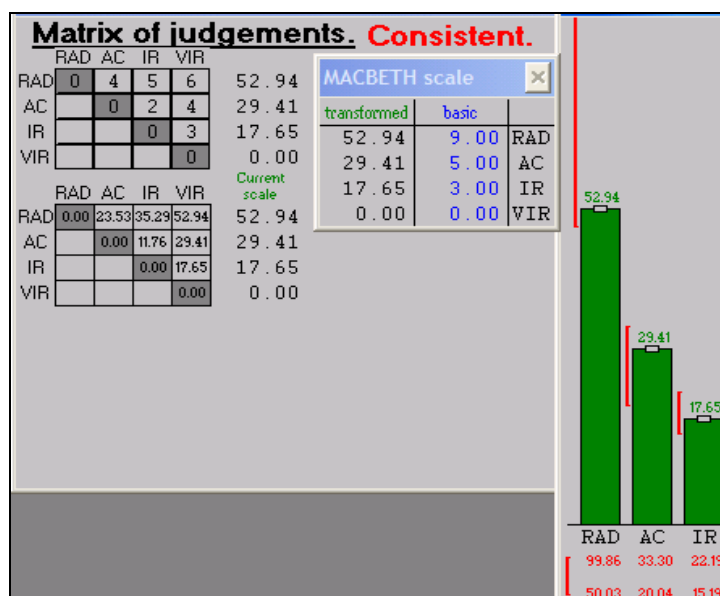 Matrix of judgements. Consistent.
RAD AC IR VIR
RAD 0 4 5 6 52.94
AC 0 2 4 29.41
IR 0 3 17.65
VIR 0 0.00
Current scale
RAD AC IR VIR
RAD 0.00 23.53 35.29 52.94 52.94
AC 0.00 11.76 29.41 29.41
IR 0.00 17.65 17.65
VIR 0.00 0.00
MACBETH scale
transformed basic
52.94 9.00 RAD
29.41 5.00 AC
17.65 3.00 IR
0.00 0.00 VIR
52.94
29.41
17.65
RAD AC IR
99.86 33.30 22.19
50.03 20.04 15.19